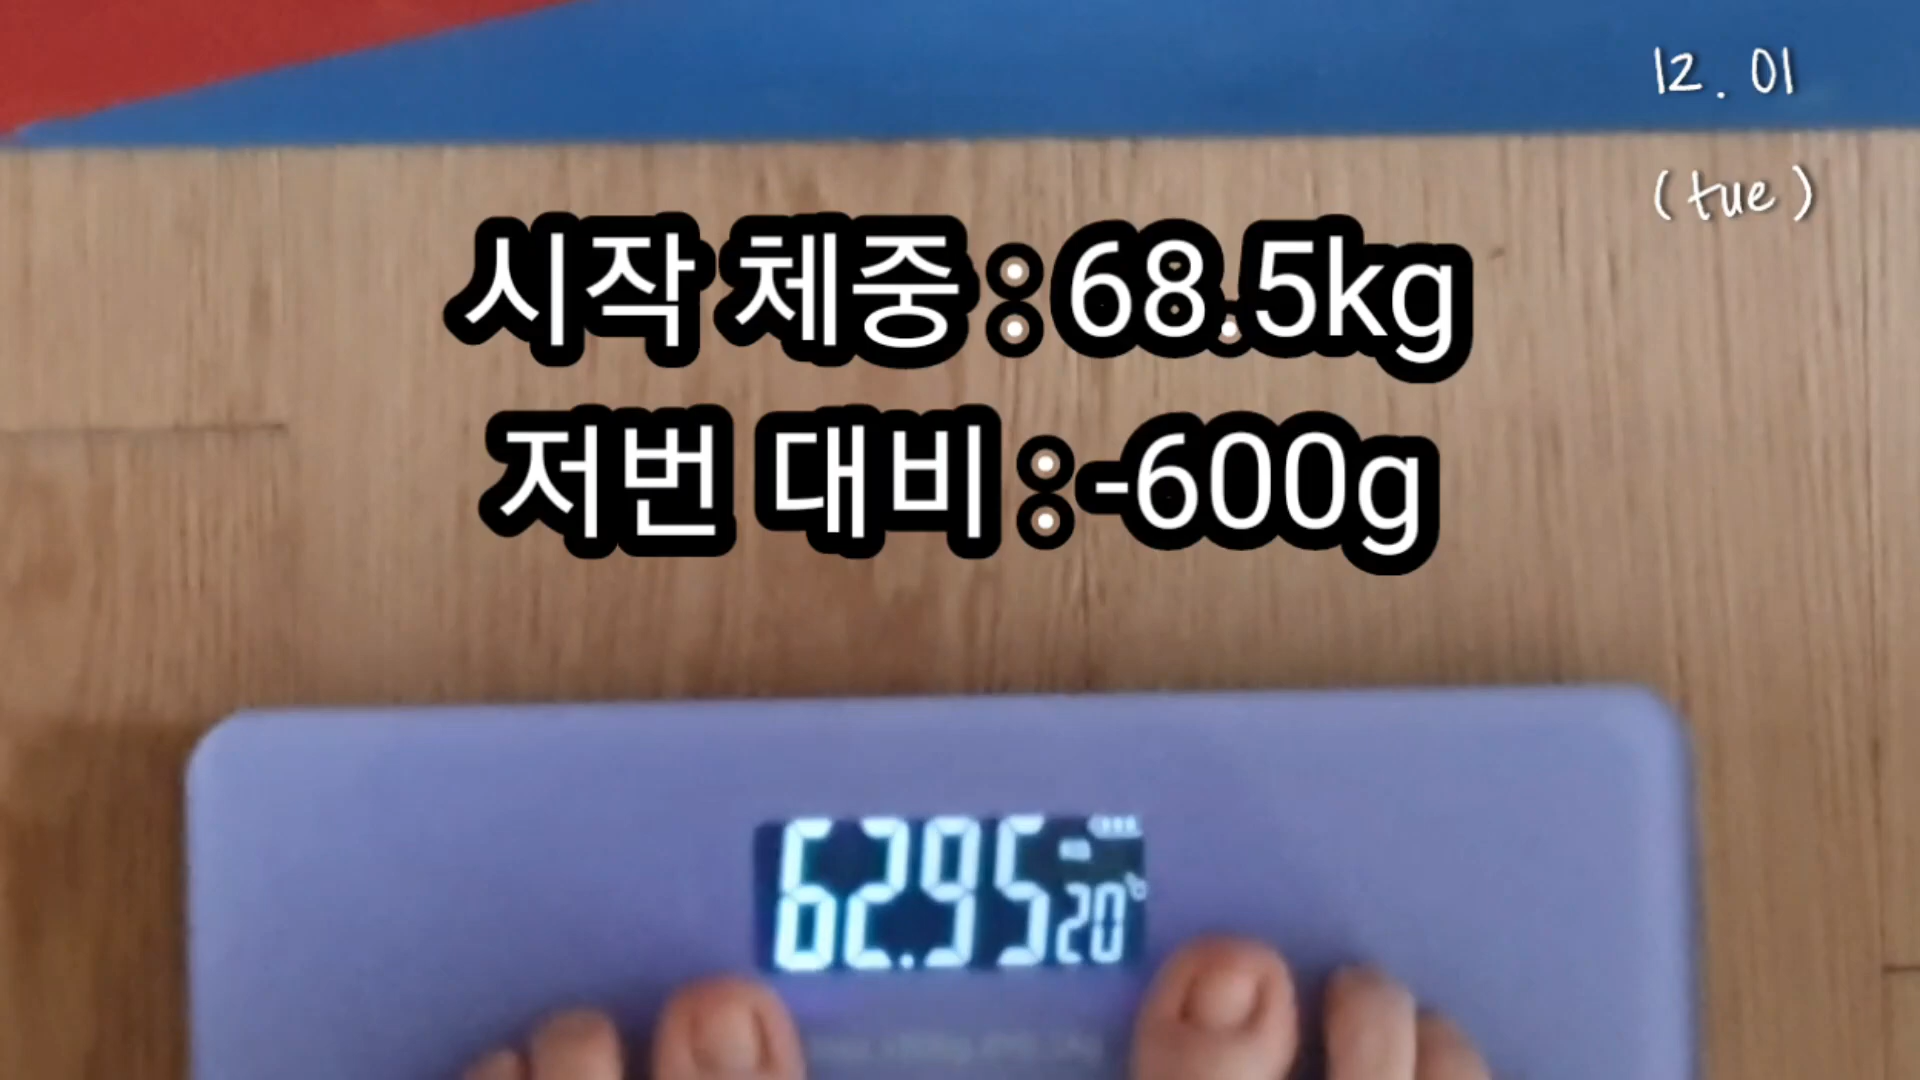 12.01
(tue)
시작 체중 : 68.5kg
저번 대비 : -600g
62.95
20℃